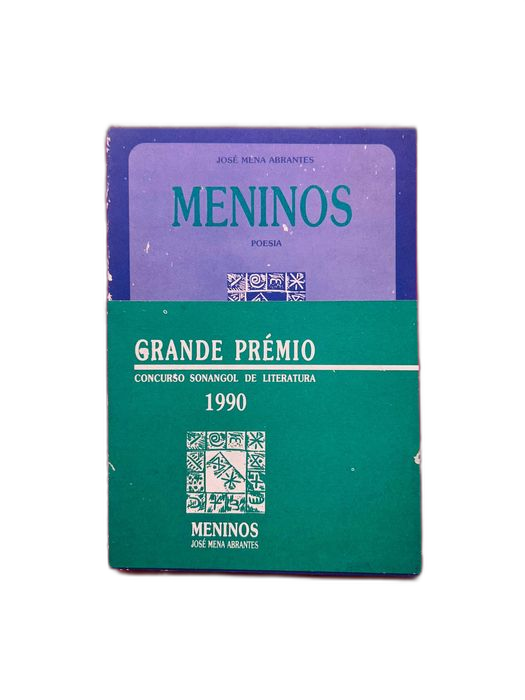 JOSÉ MENA ABRANTES
MENINOS
POESIA
GRANDE PRÉMIO
CONCURSO SONANGOL DE LITERATURA
1990
MENINOS
JOSÉ MENA ABRANTES